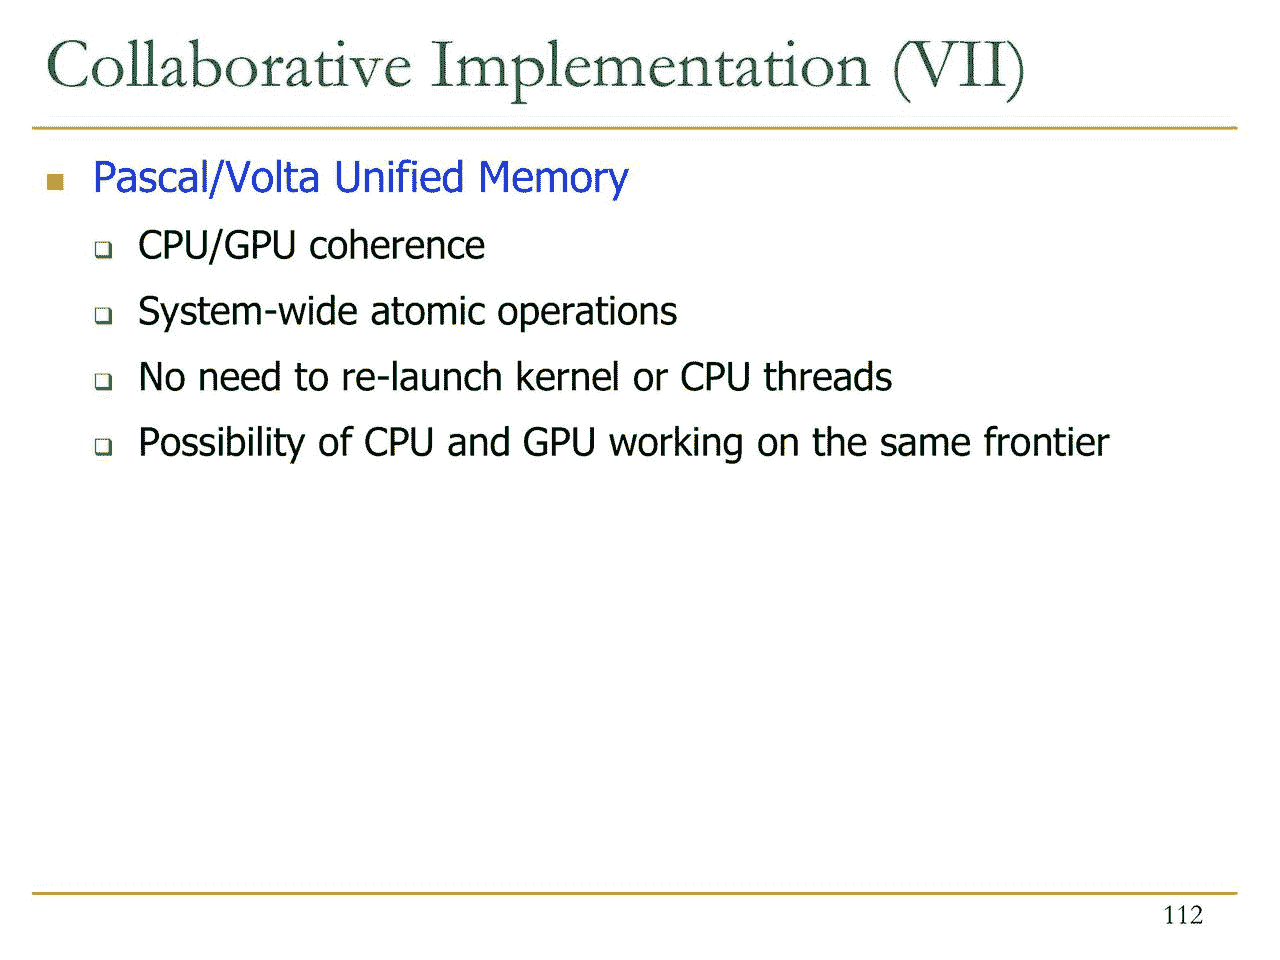 Collaborative Implementation (VII)
Pascal/Volta Unified Memory
CPU/GPU coherence
System-wide atomic operations
No need to re-launch kernel or CPU threads
Possibility of CPU and GPU working on the same frontier
112